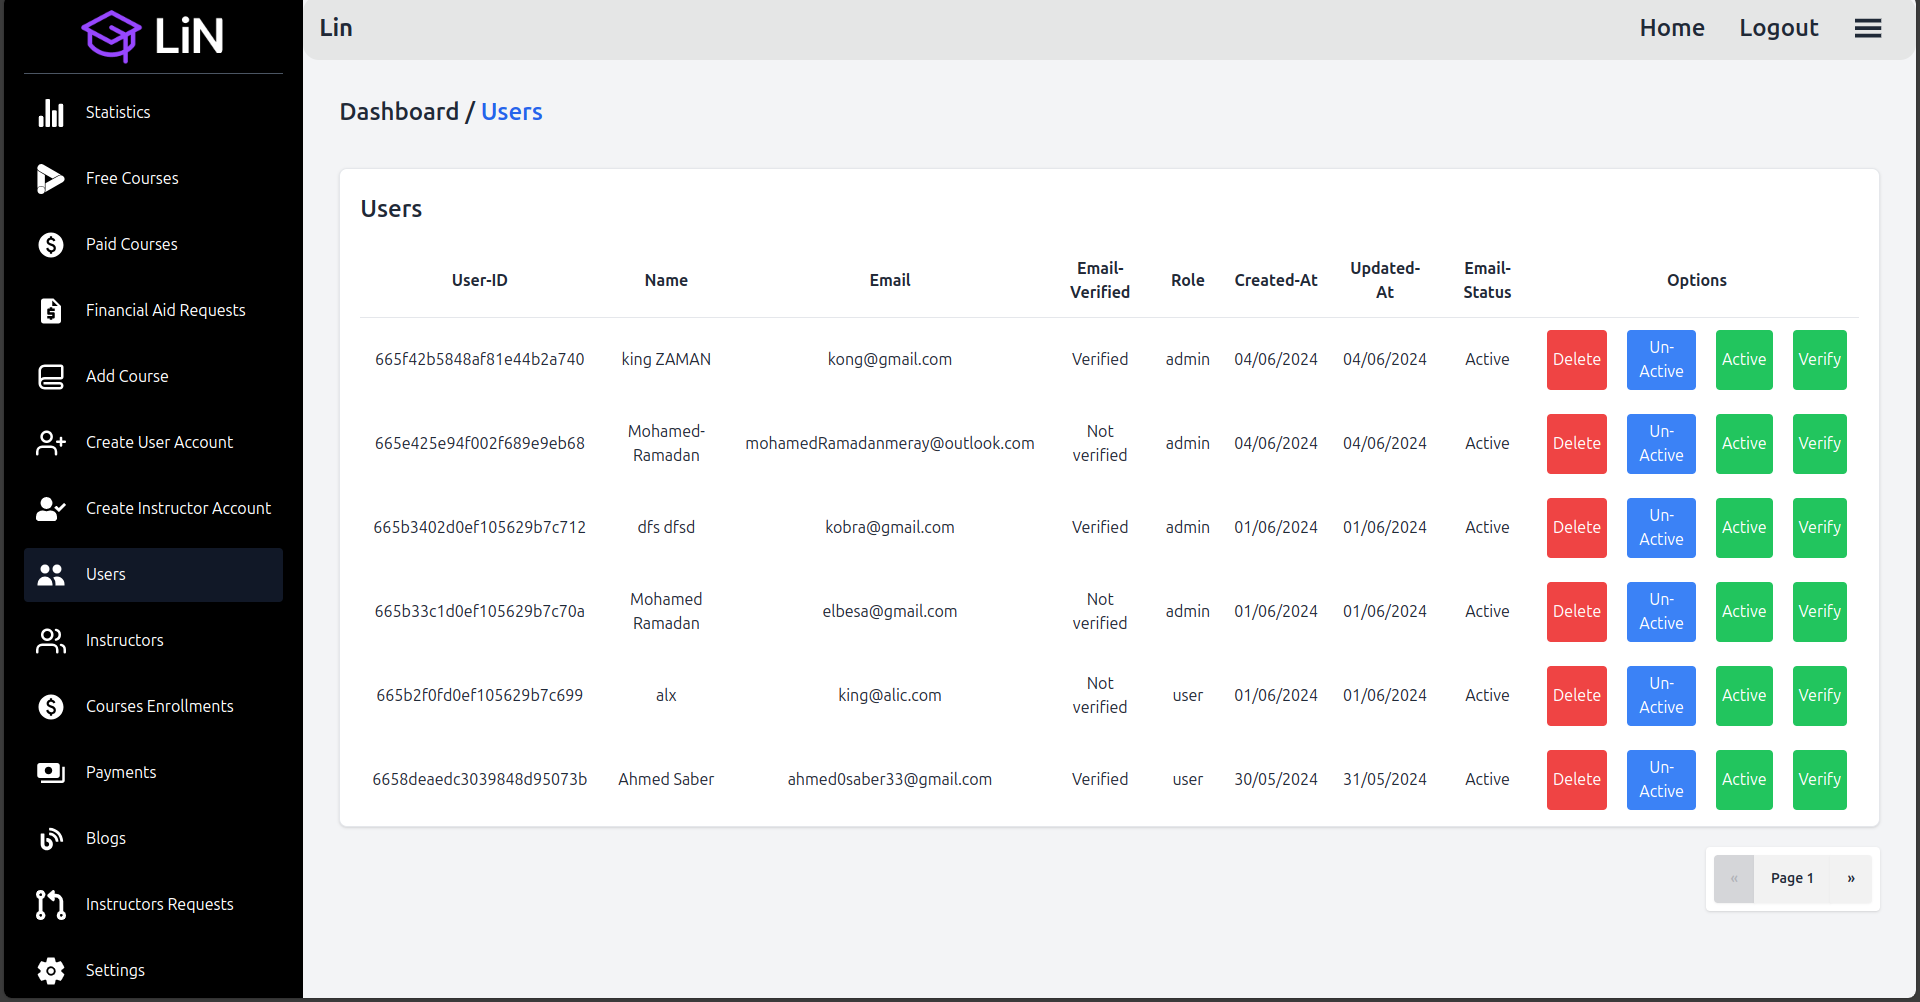 LiN
Statistics
Free Courses
Paid Courses
Financial Aid Requests
Add Course
Create User Account
Create Instructor Account
Users
Instructors
Courses Enrollments
Payments
Blogs
Instructors Requests
Settings
Lin Home Logout
Dashboard / Users
Users
User-ID Name Email Email-Verified Role Created-At Updated-At Email-Status Options
665f42b5848af81e44b2a740 king ZAMAN kong@gmail.com Verified admin 04/06/2024 04/06/2024 Active Delete Un-Active Active Verify
665e425e94f002f689e9eb68 Mohamed-Ramadan mohamedRamadanmeray@outlook.com Not verified admin 04/06/2024 04/06/2024 Active Delete Un-Active Active Verify
665b3402d0ef105629b7c712 dfs dfsd kobra@gmail.com Verified admin 01/06/2024 01/06/2024 Active Delete Un-Active Active Verify
665b33c1d0ef105629b7c70a Mohamed Ramadan elbesa@gmail.com Not verified admin 01/06/2024 01/06/2024 Active Delete Un-Active Active Verify
665b2f0fd0ef105629b7c699 alx king@alic.com Not verified user 01/06/2024 01/06/2024 Active Delete Un-Active Active Verify
6658deaedc3039848d95073b Ahmed Saber ahmed0saber33@gmail.com Verified user 30/05/2024 31/05/2024 Active Delete Un-Active Active Verify
« Page 1 »